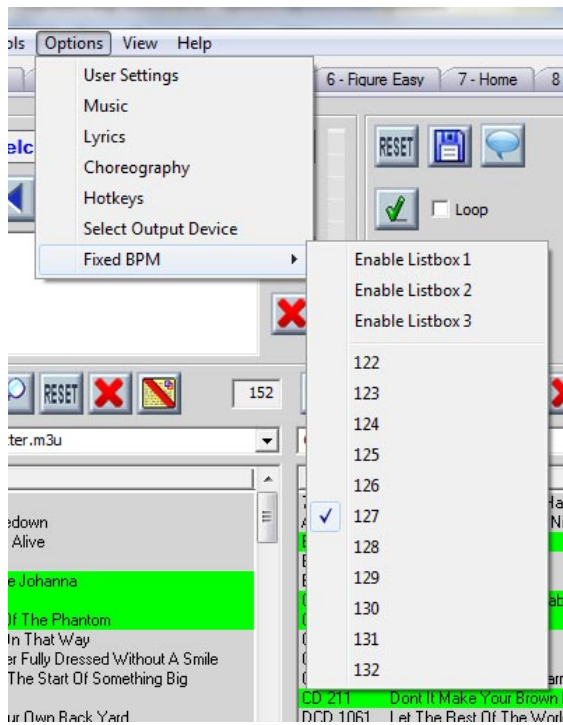 Options View Help
6 - Figure Easy 7 - Home 8
User Settings
Music
Lyrics
Choreography
Hotkeys
Select Output Device
Fixed BPM
RESET
Loop
Enable Listbox 1
Enable Listbox 2
Enable Listbox 3
122
123
124
125
126
127
128
129
130
131
132
RESET
152
ter.m3u
edown
Alive
e Johanna
Of The Phantom
On That Way
er Fully Dressed Without A Smile
The Start Of Something Big
ur Own Back Yard
CD 211 Dont It Make Your Brown
DCD 1061 Let The Best Of The Worl